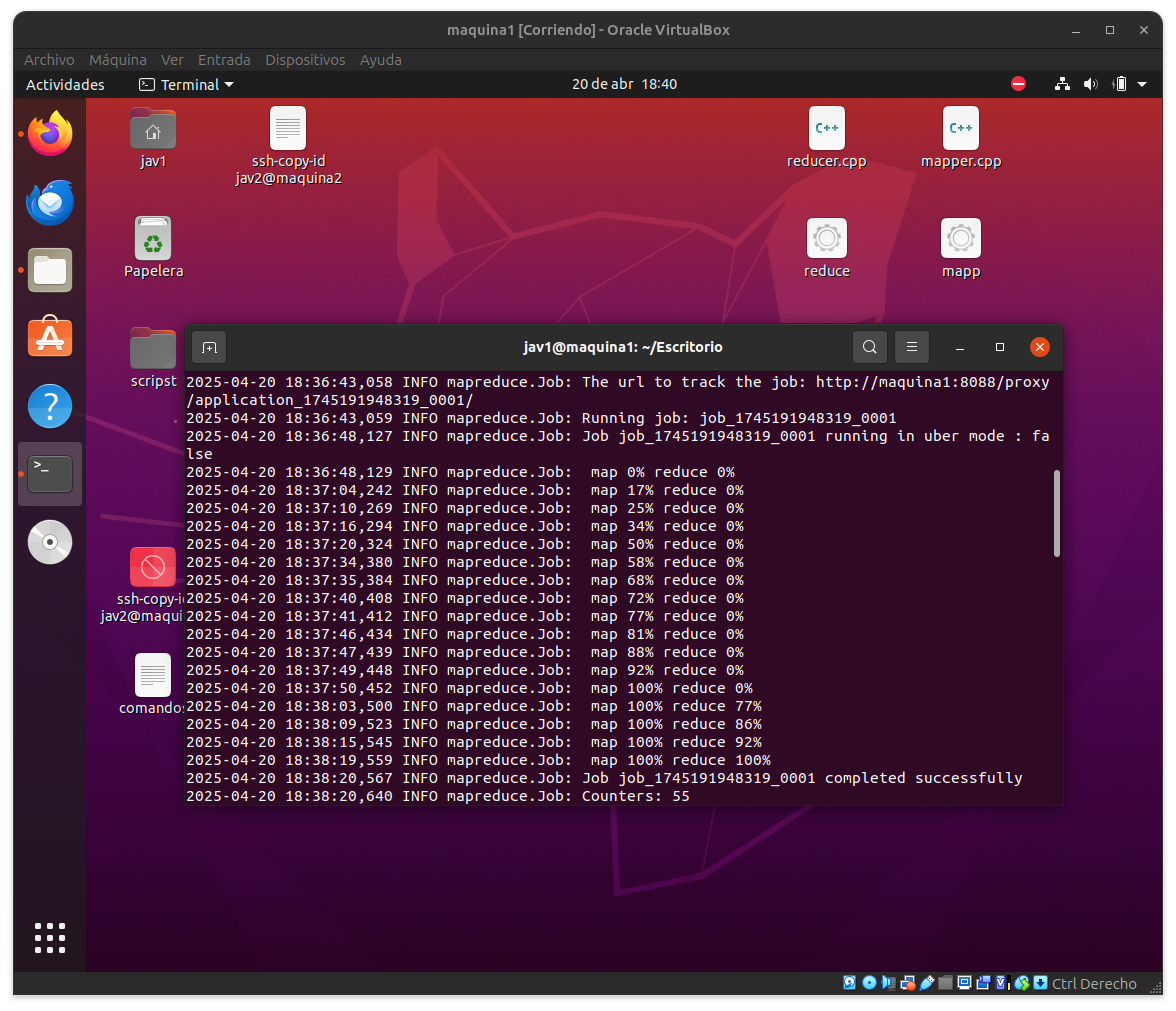 maquina1 [Corriendo] - Oracle VirtualBox
Archivo Máquina Ver Entrada Dispositivos Ayuda
Actividades Terminal 20 de abr 18:40
jav1
ssh-copy-id
jav2@maquina2
reducer.cpp
mapper.cpp
Papelera
reduce
mapp
scripst
ssh-copy-i
jav2@maqui
comandos
jav1@maquina1: ~/Escritorio
2025-04-20 18:36:43,058 INFO mapreduce.Job: The url to track the job: http://maquina1:8088/proxy
/application_1745191948319_0001/
2025-04-20 18:36:43,059 INFO mapreduce.Job: Running job: job_1745191948319_0001
2025-04-20 18:36:48,127 INFO mapreduce.Job: Job job_1745191948319_0001 running in uber mode : fa
lse
2025-04-20 18:36:48,129 INFO mapreduce.Job:  map 0% reduce 0%
2025-04-20 18:37:04,242 INFO mapreduce.Job:  map 17% reduce 0%
2025-04-20 18:37:10,269 INFO mapreduce.Job:  map 25% reduce 0%
2025-04-20 18:37:16,294 INFO mapreduce.Job:  map 34% reduce 0%
2025-04-20 18:37:20,324 INFO mapreduce.Job:  map 50% reduce 0%
2025-04-20 18:37:34,380 INFO mapreduce.Job:  map 58% reduce 0%
2025-04-20 18:37:35,384 INFO mapreduce.Job:  map 68% reduce 0%
2025-04-20 18:37:40,408 INFO mapreduce.Job:  map 72% reduce 0%
2025-04-20 18:37:41,412 INFO mapreduce.Job:  map 77% reduce 0%
2025-04-20 18:37:46,434 INFO mapreduce.Job:  map 81% reduce 0%
2025-04-20 18:37:47,439 INFO mapreduce.Job:  map 88% reduce 0%
2025-04-20 18:37:49,448 INFO mapreduce.Job:  map 92% reduce 0%
2025-04-20 18:37:50,452 INFO mapreduce.Job:  map 100% reduce 0%
2025-04-20 18:38:03,500 INFO mapreduce.Job:  map 100% reduce 77%
2025-04-20 18:38:09,523 INFO mapreduce.Job:  map 100% reduce 86%
2025-04-20 18:38:15,545 INFO mapreduce.Job:  map 100% reduce 92%
2025-04-20 18:38:19,559 INFO mapreduce.Job:  map 100% reduce 100%
2025-04-20 18:38:20,567 INFO mapreduce.Job: Job job_1745191948319_0001 completed successfully
2025-04-20 18:38:20,640 INFO mapreduce.Job: Counters: 55
Ctrl Derecho